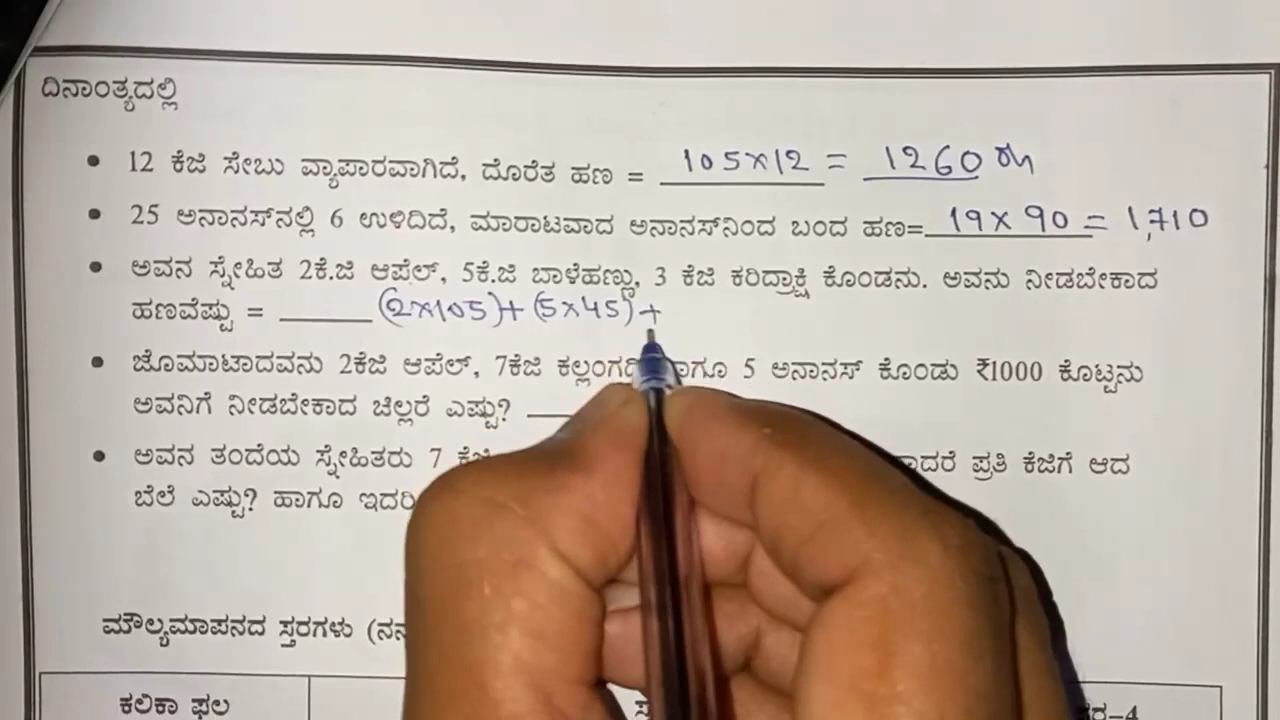 ದಿನಾಂತ್ಯದಲ್ಲಿ
• 12 ಕೆಜಿ ಸೇಬು ವ್ಯಾಪಾರವಾಗಿದೆ, ದೊರೆತ ಹಣ = 105×12 = 1260 ರೂ
• 25 ಅನಾನಸ್‌ನಲ್ಲಿ 6 ಉಳಿದಿದೆ, ಮಾರಾಟವಾದ ಅನಾನಸ್‌ನಿಂದ ಬಂದ ಹಣ= 19×90 = 1,710
• ಅವನ ಸ್ನೇಹಿತ 2ಕೆ.ಜಿ ಆಪೆಲ್, 5ಕೆ.ಜಿ ಬಾಳೆಹಣ್ಣು, 3 ಕೆಜಿ ಕರಿದ್ರಾಕ್ಷಿ ಕೊಂಡನು. ಅವನು ನೀಡಬೇಕಾದ
ಹಣವೆಷ್ಟು = ______ (2×105)+(5×45)+
• ಜೊಮಾಟಾದವನು 2ಕೆಜಿ ಆಪೆಲ್, 7ಕೆಜಿ 5 ಅನಾನಸ್ ಕೊಂಡು ₹1000 ಕೊಟ್ಟನು
ಅವನಿಗೆ ನೀಡಬೇಕಾದ ಚಿಲ್ಲರೆ ಎಷ್ಟು?
• ಅವನ ತಂದೆಯ ಸ್ನೇಹಿತರು 7 ಪ್ರತಿ ಕೆಜಿಗೆ ಆದ
ಬೆಲೆ ಎಷ್ಟು? ಹಾಗೂ
ಮೌಲ್ಯಮಾಪನದ ಸ್ತರಗಳು
ಕಲಿಕಾ ಫಲ